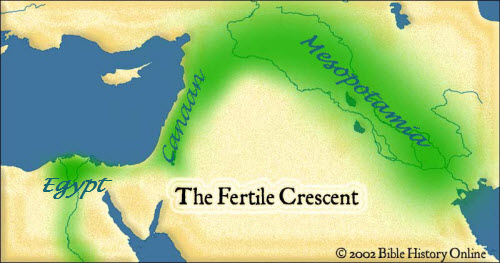 Mesopotamia
Canaan
Egypt
The Fertile Crescent
© 2002 Bible History Online